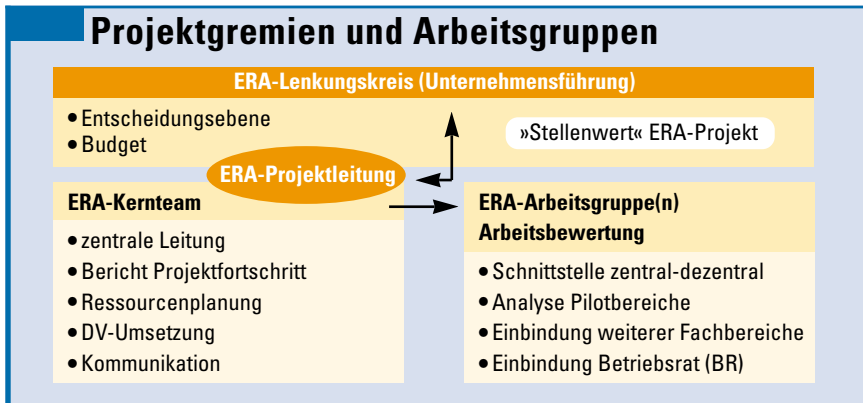 Projektgremien und Arbeitsgruppen
ERA-Lenkungskreis (Unternehmensführung)
• Entscheidungsebene
• Budget
»Stellenwert« ERA-Projekt
ERA-Projektleitung
ERA-Kernteam
• zentrale Leitung
• Bericht Projektfortschritt
• Ressourcenplanung
• DV-Umsetzung
• Kommunikation
ERA-Arbeitsgruppe(n)
Arbeitsbewertung
• Schnittstelle zentral-dezentral
• Analyse Pilotbereiche
• Einbindung weiterer Fachbereiche
• Einbindung Betriebsrat (BR)